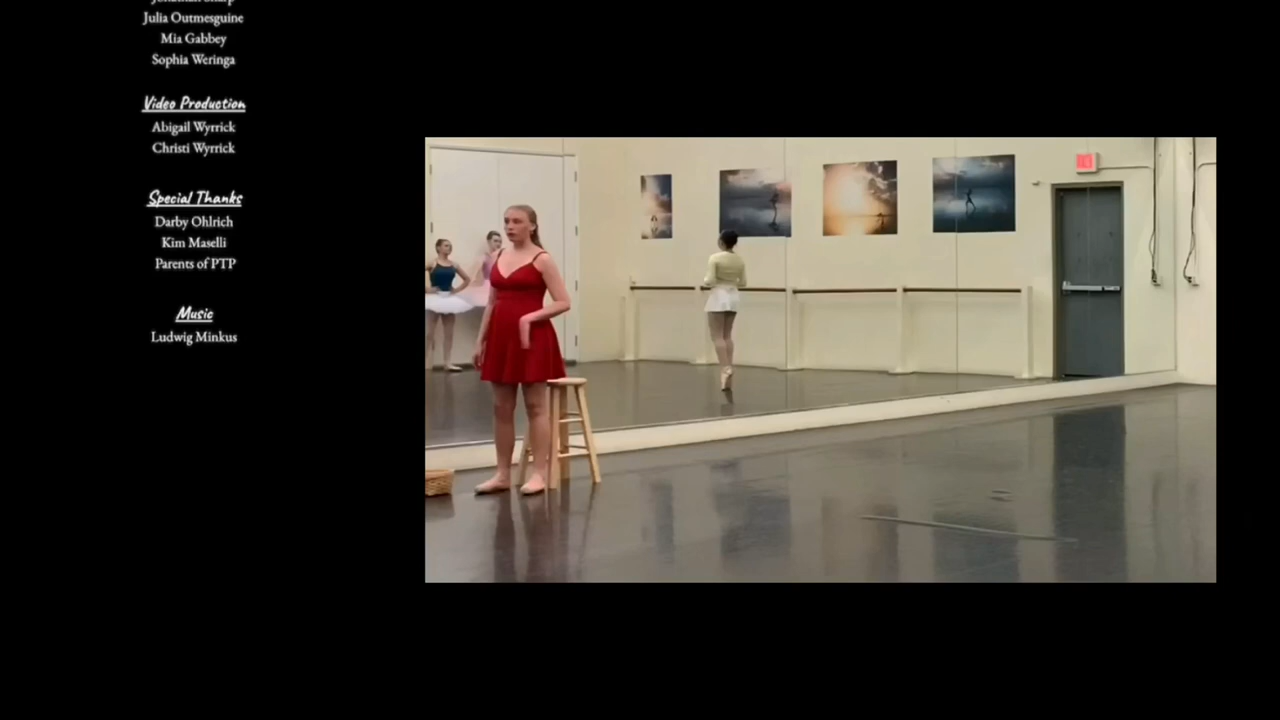 Julia Outmesguine
Mia Gabbey
Sophia Weringa
Video Production
Abigail Wyrrick
Christi Wyrrick
Special Thanks
Darby Ohlrich
Kim Maselli
Parents of PTP
Music
Ludwig Minkus